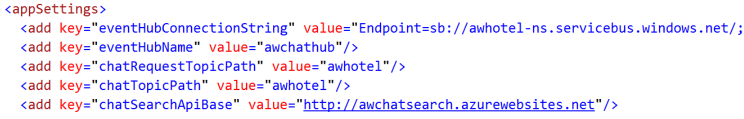 <appSettings>
<add key="eventHubConnectionString" value="Endpoint=sb://awhotel-ns.servicebus.windows.net/;
<add key="eventHubName" value="awchathub"/>
<add key="chatRequestTopicPath" value="awhotel"/>
<add key="chatTopicPath" value="awhotel"/>
<add key="chatSearchApiBase" value="http://awchatsearch.azurewebsites.net"/>